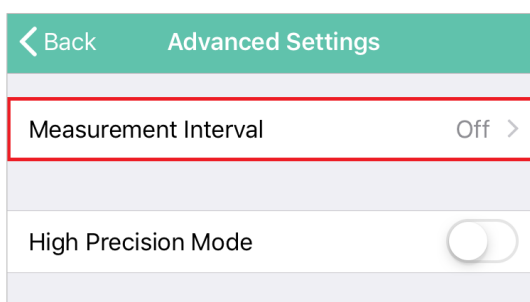 Back Advanced Settings
Measurement Interval Off
High Precision Mode